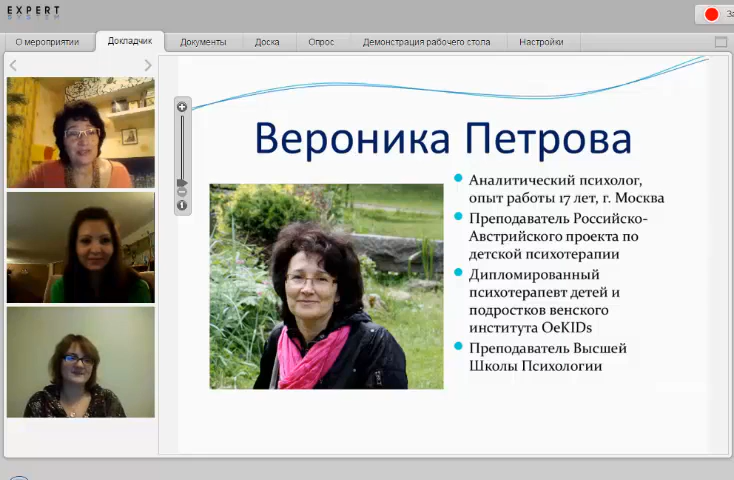 EXPERT
SYSTEM
За
О мероприятии
Докладчик
Документы
Доска
Опрос
Демонстрация рабочего стола
Настройки
Вероника Петрова
Аналитический психолог,
опыт работы 17 лет, г. Москва
Преподаватель Российско-
Австрийского проекта по
детской психотерапии
Дипломированный
психотерапевт детей и
подростков венского
института OeKIDs
Преподаватель Высшей
Школы Психологии